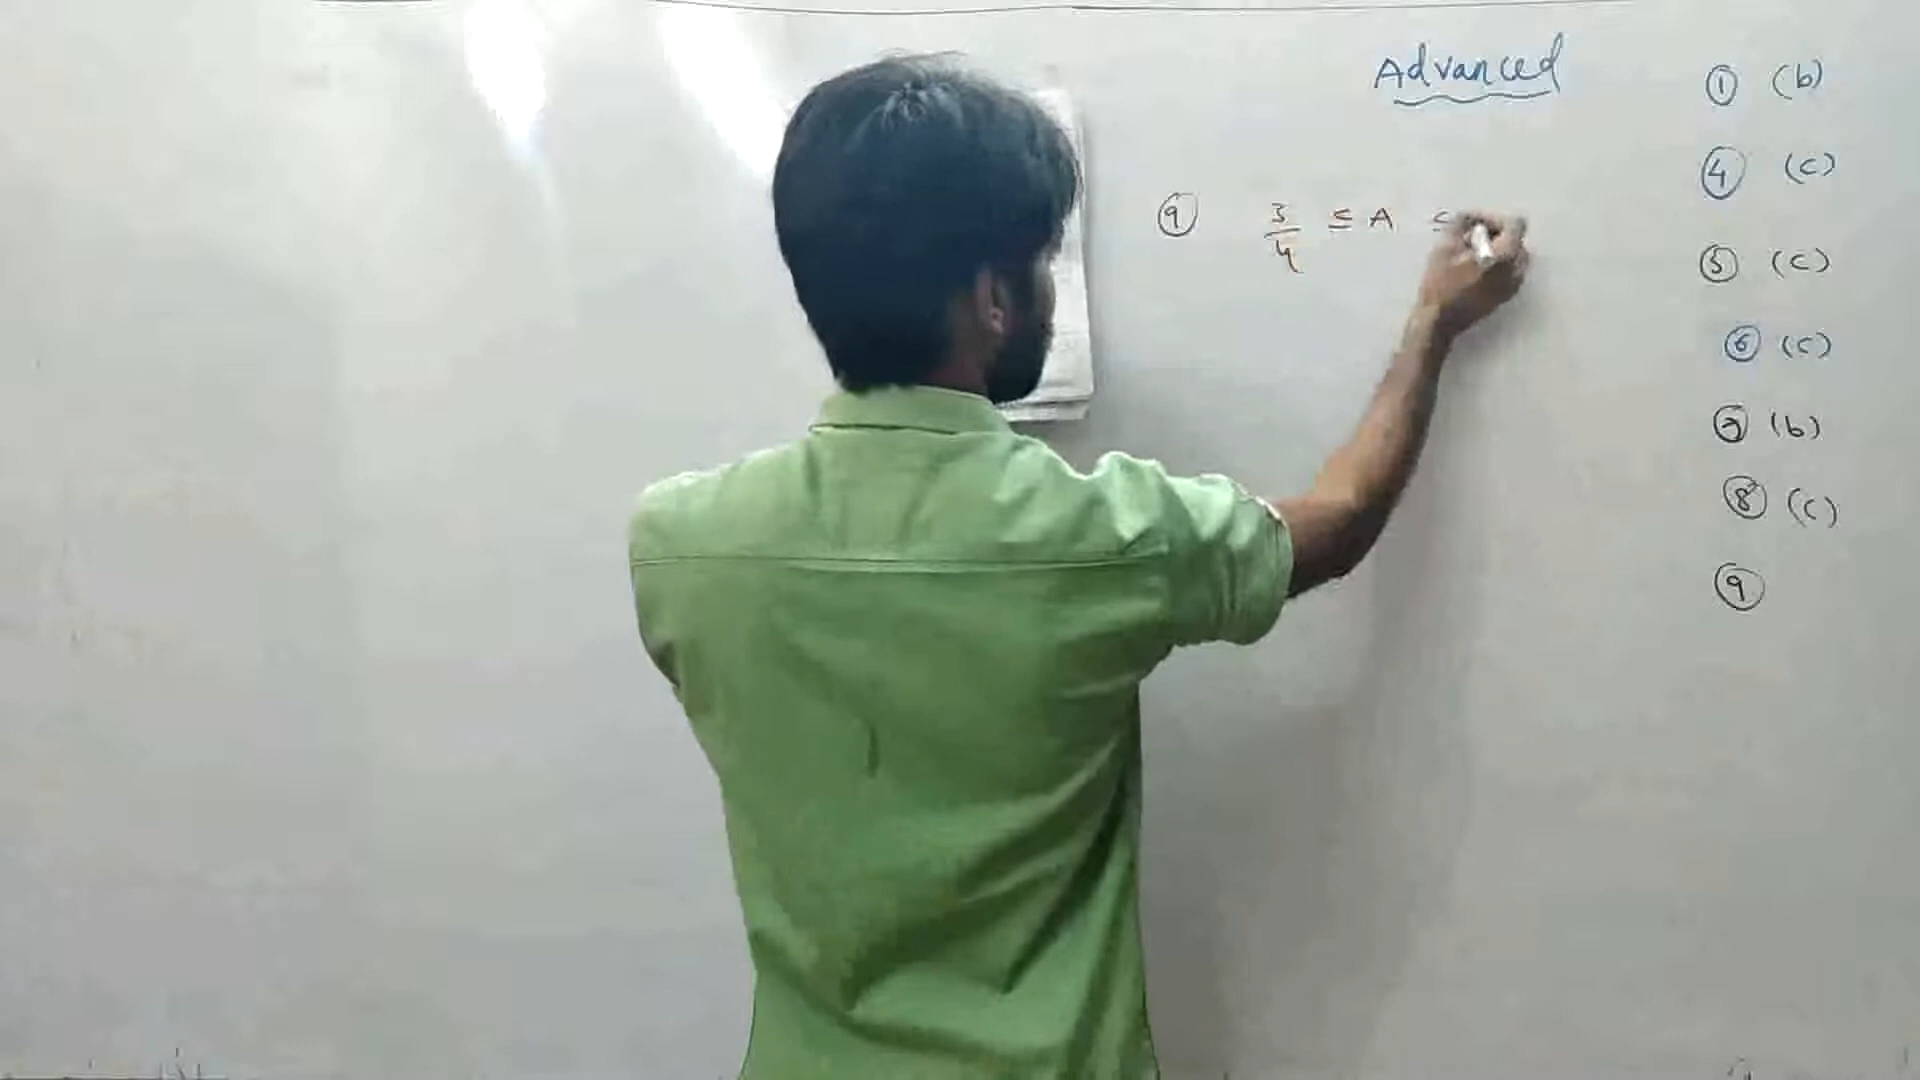 Advanced
⑨ 3/4 ≤ A ≤
① (b)
④ (c)
⑤ (c)
⑥ (c)
⑦ (b)
⑧ (c)
⑨